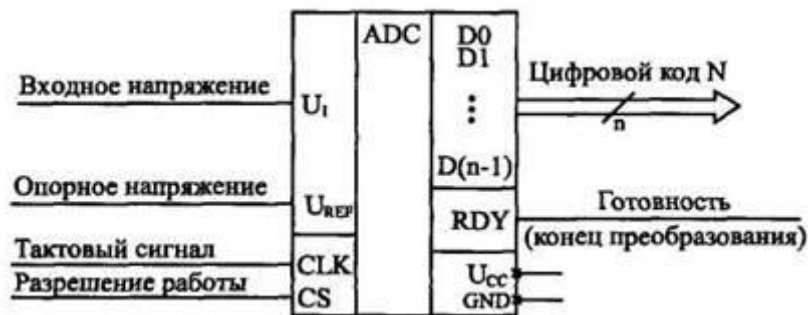 ADC
D0
D1
Входное напряжение
U_I
Цифровой код N
n
D(n-1)
Опорное напряжение
U_REF
RDY
Готовность
(конец преобразования)
Тактовый сигнал
CLK
U_CC
Разрешение работы
CS
GND